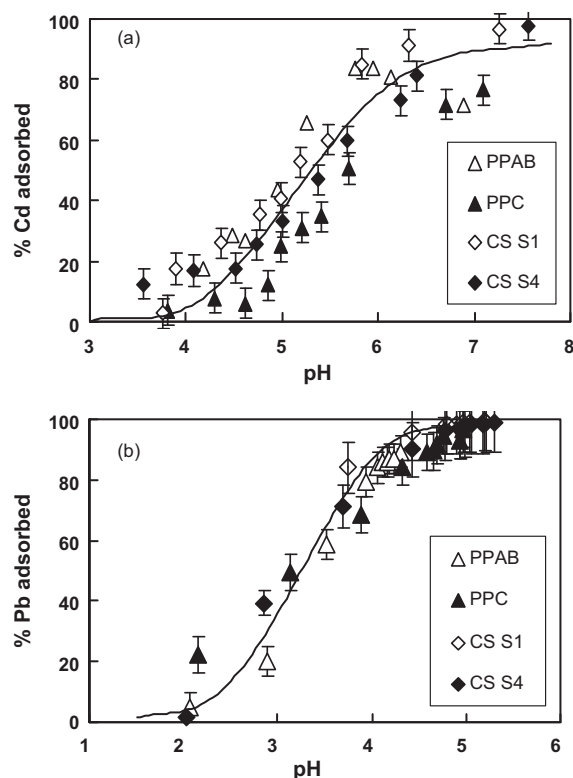 (a)
100
80
60
40
20
0
% Cd adsorbed
3 4 5 6 7 8
pH
PPAB
PPC
CS S1
CS S4
(b)
100
80
60
40
20
0
% Pb adsorbed
1 2 3 4 5 6
pH
PPAB
PPC
CS S1
CS S4